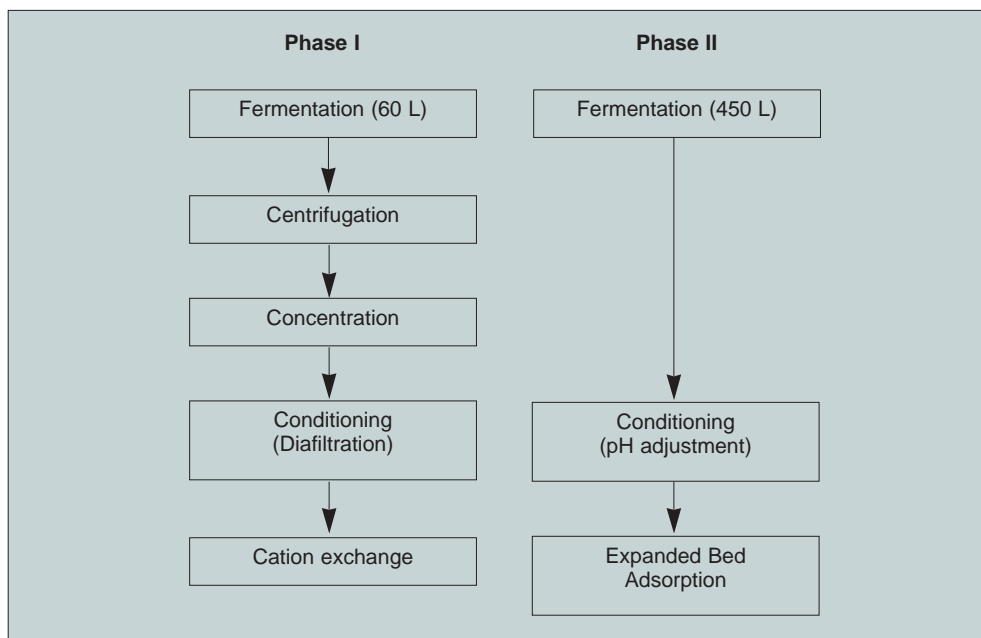 Phase I
Fermentation (60 L)
Centrifugation
Concentration
Conditioning
(Diafiltration)
Cation exchange
Phase II
Fermentation (450 L)
Conditioning
(pH adjustment)
Expanded Bed
Adsorption